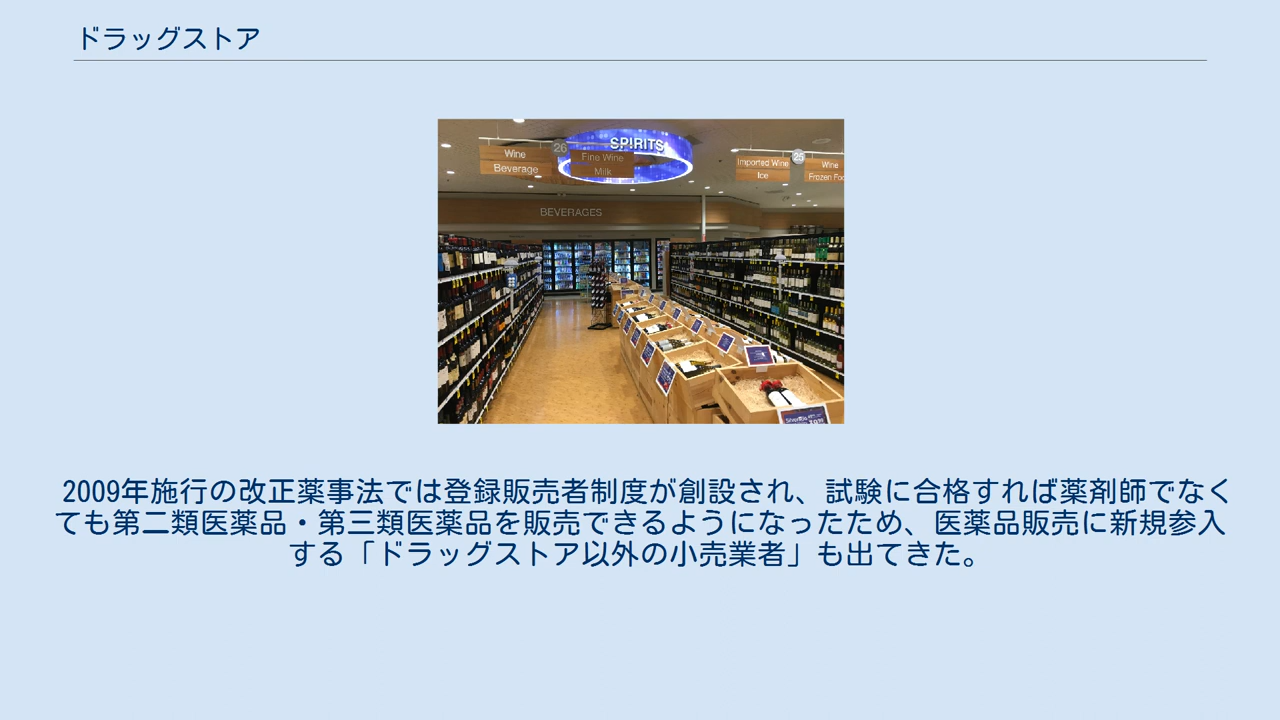 ドラッグストア
SPIRITS
26
Wine
Beverage
Fine Wine
Milk
Imported Wine
Ice
25
Wine
Frozen Foo
BEVERAGES
2009年施行の改正薬事法では登録販売者制度が創設され、試験に合格すれば薬剤師でなく
ても第二類医薬品・第三類医薬品を販売できるようになったため、医薬品販売に新規参入
する「ドラッグストア以外の小売業者」も出てきた。